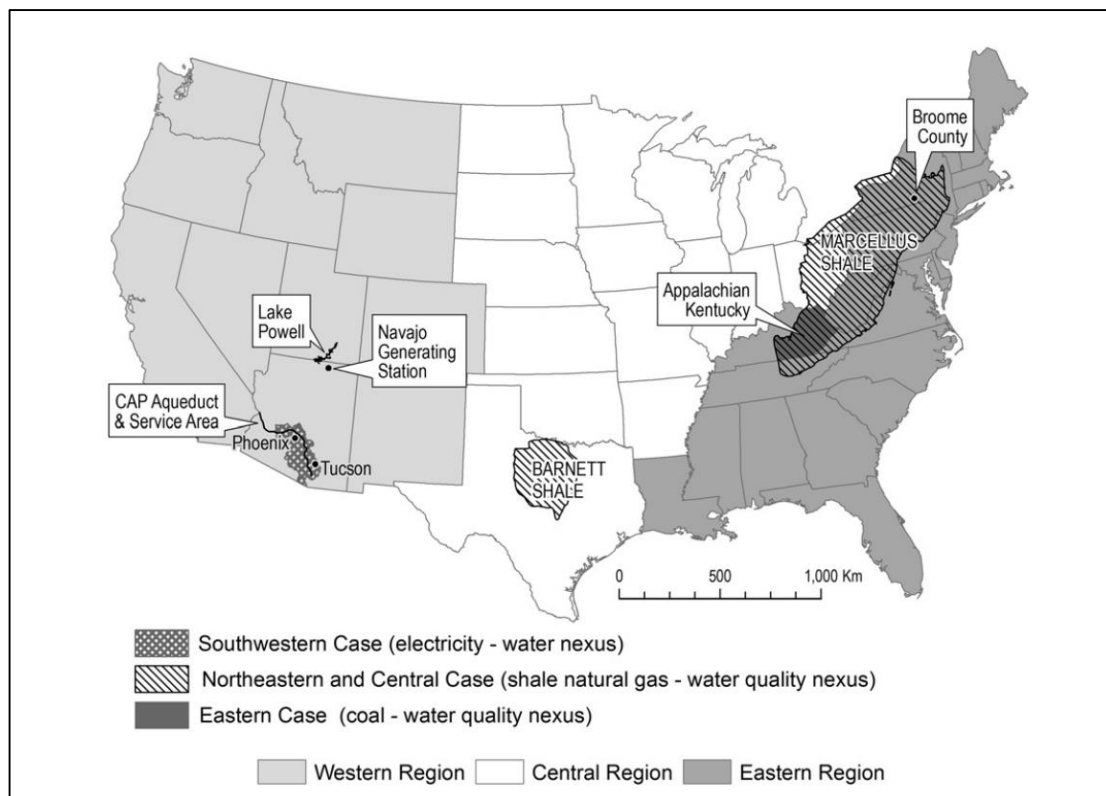 Broome
County
MARCELLUS
SHALE
Appalachian
Kentucky
Lake
Powell
Navajo
Generating
Station
CAP Aqueduct
& Service Area
Phoenix
Tucson
BARNETT
SHALE
0 500 1,000 Km
Southwestern Case (electricity - water nexus)
Northeastern and Central Case (shale natural gas - water quality nexus)
Eastern Case (coal - water quality nexus)
Western Region Central Region Eastern Region